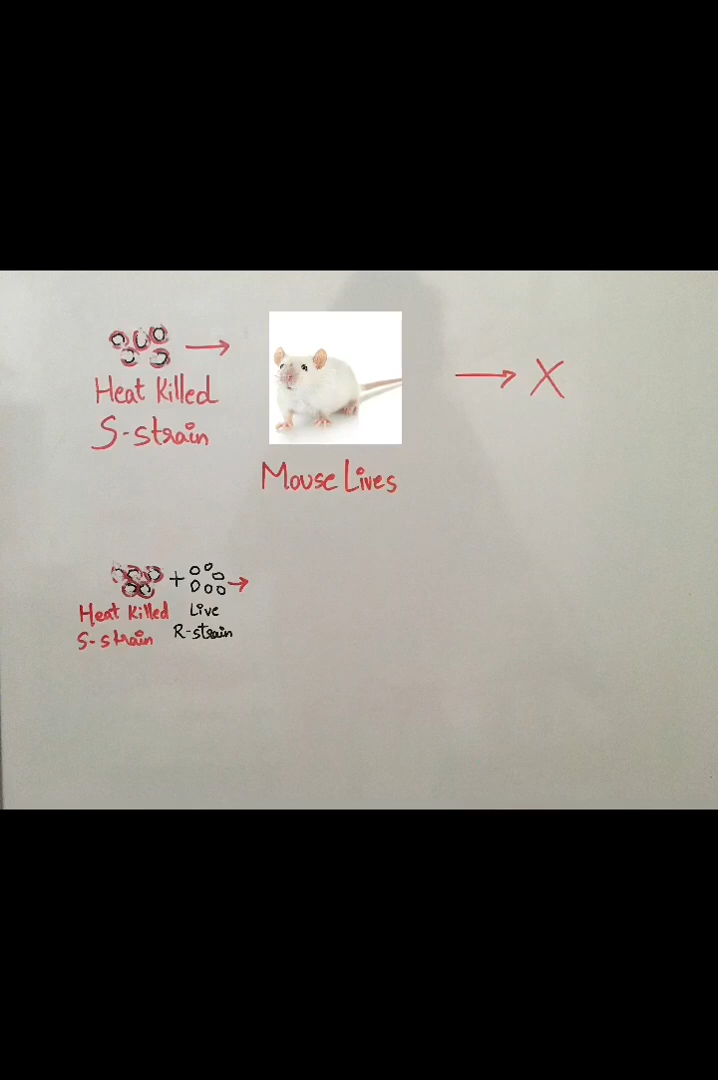 Heat Killed
S-strain
Mouse Lives
X
+
Heat Killed
S-strain
Live
R-strain